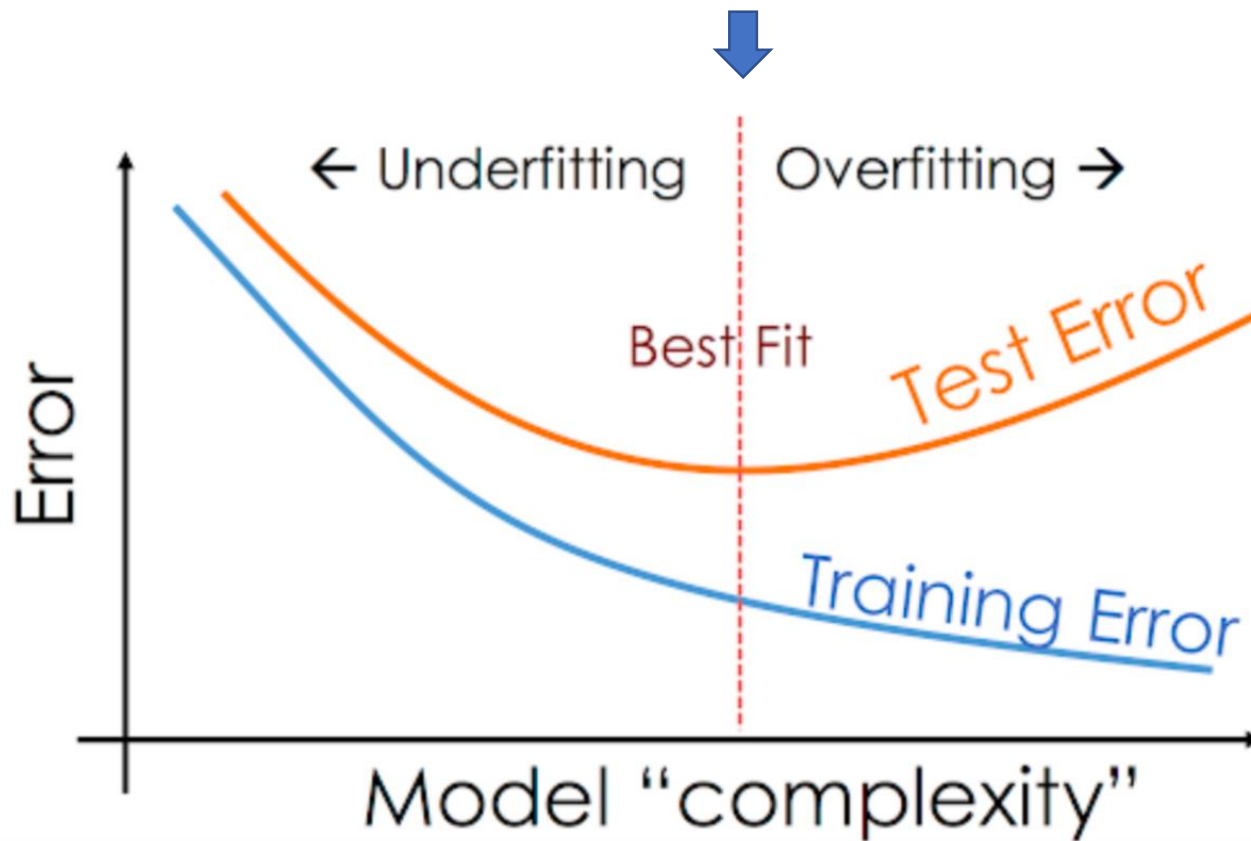 ← Underfitting
Overfitting →
Best Fit
Test Error
Training Error
Error
Model “complexity”